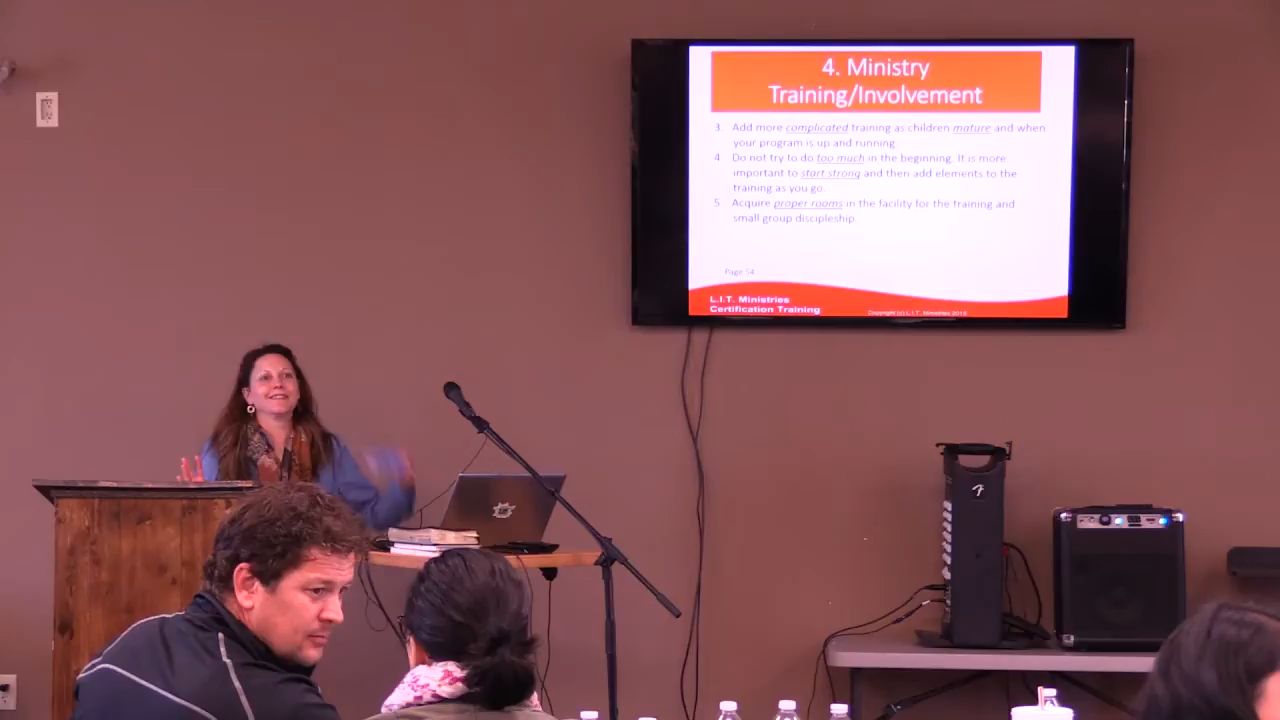 4. Ministry
Training/Involvement
3. Add more complicated training as children mature and when
your program is up and running.
4. Do not try to do too much in the beginning. It is more
important to start strong and then add elements to the
training as you go.
5. Acquire proper rooms in the facility for the training and
small group discipleship.
Page 54
L.I.T. Ministries
Certification Training
Copyright (c) L.I.T. Ministries